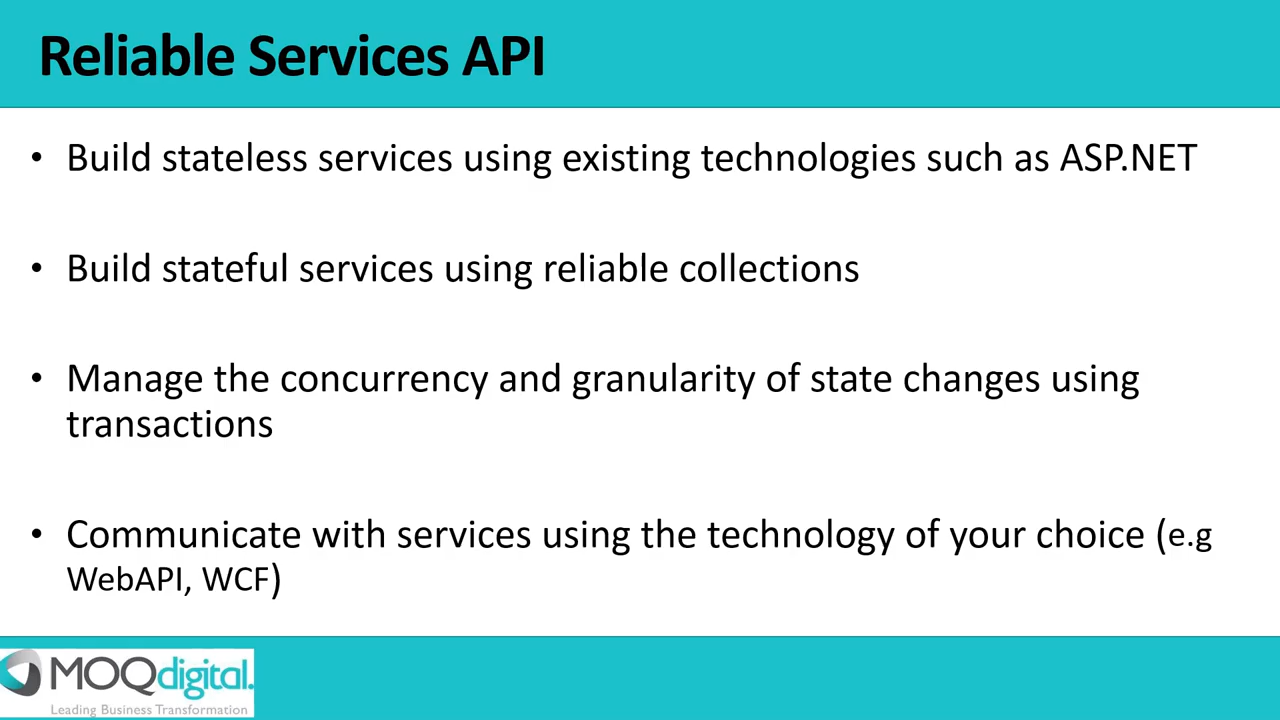 Reliable Services API
• Build stateless services using existing technologies such as ASP.NET
• Build stateful services using reliable collections
• Manage the concurrency and granularity of state changes using
transactions
• Communicate with services using the technology of your choice (e.g
WebAPI, WCF)
MOQdigital.
Leading Business Transformation